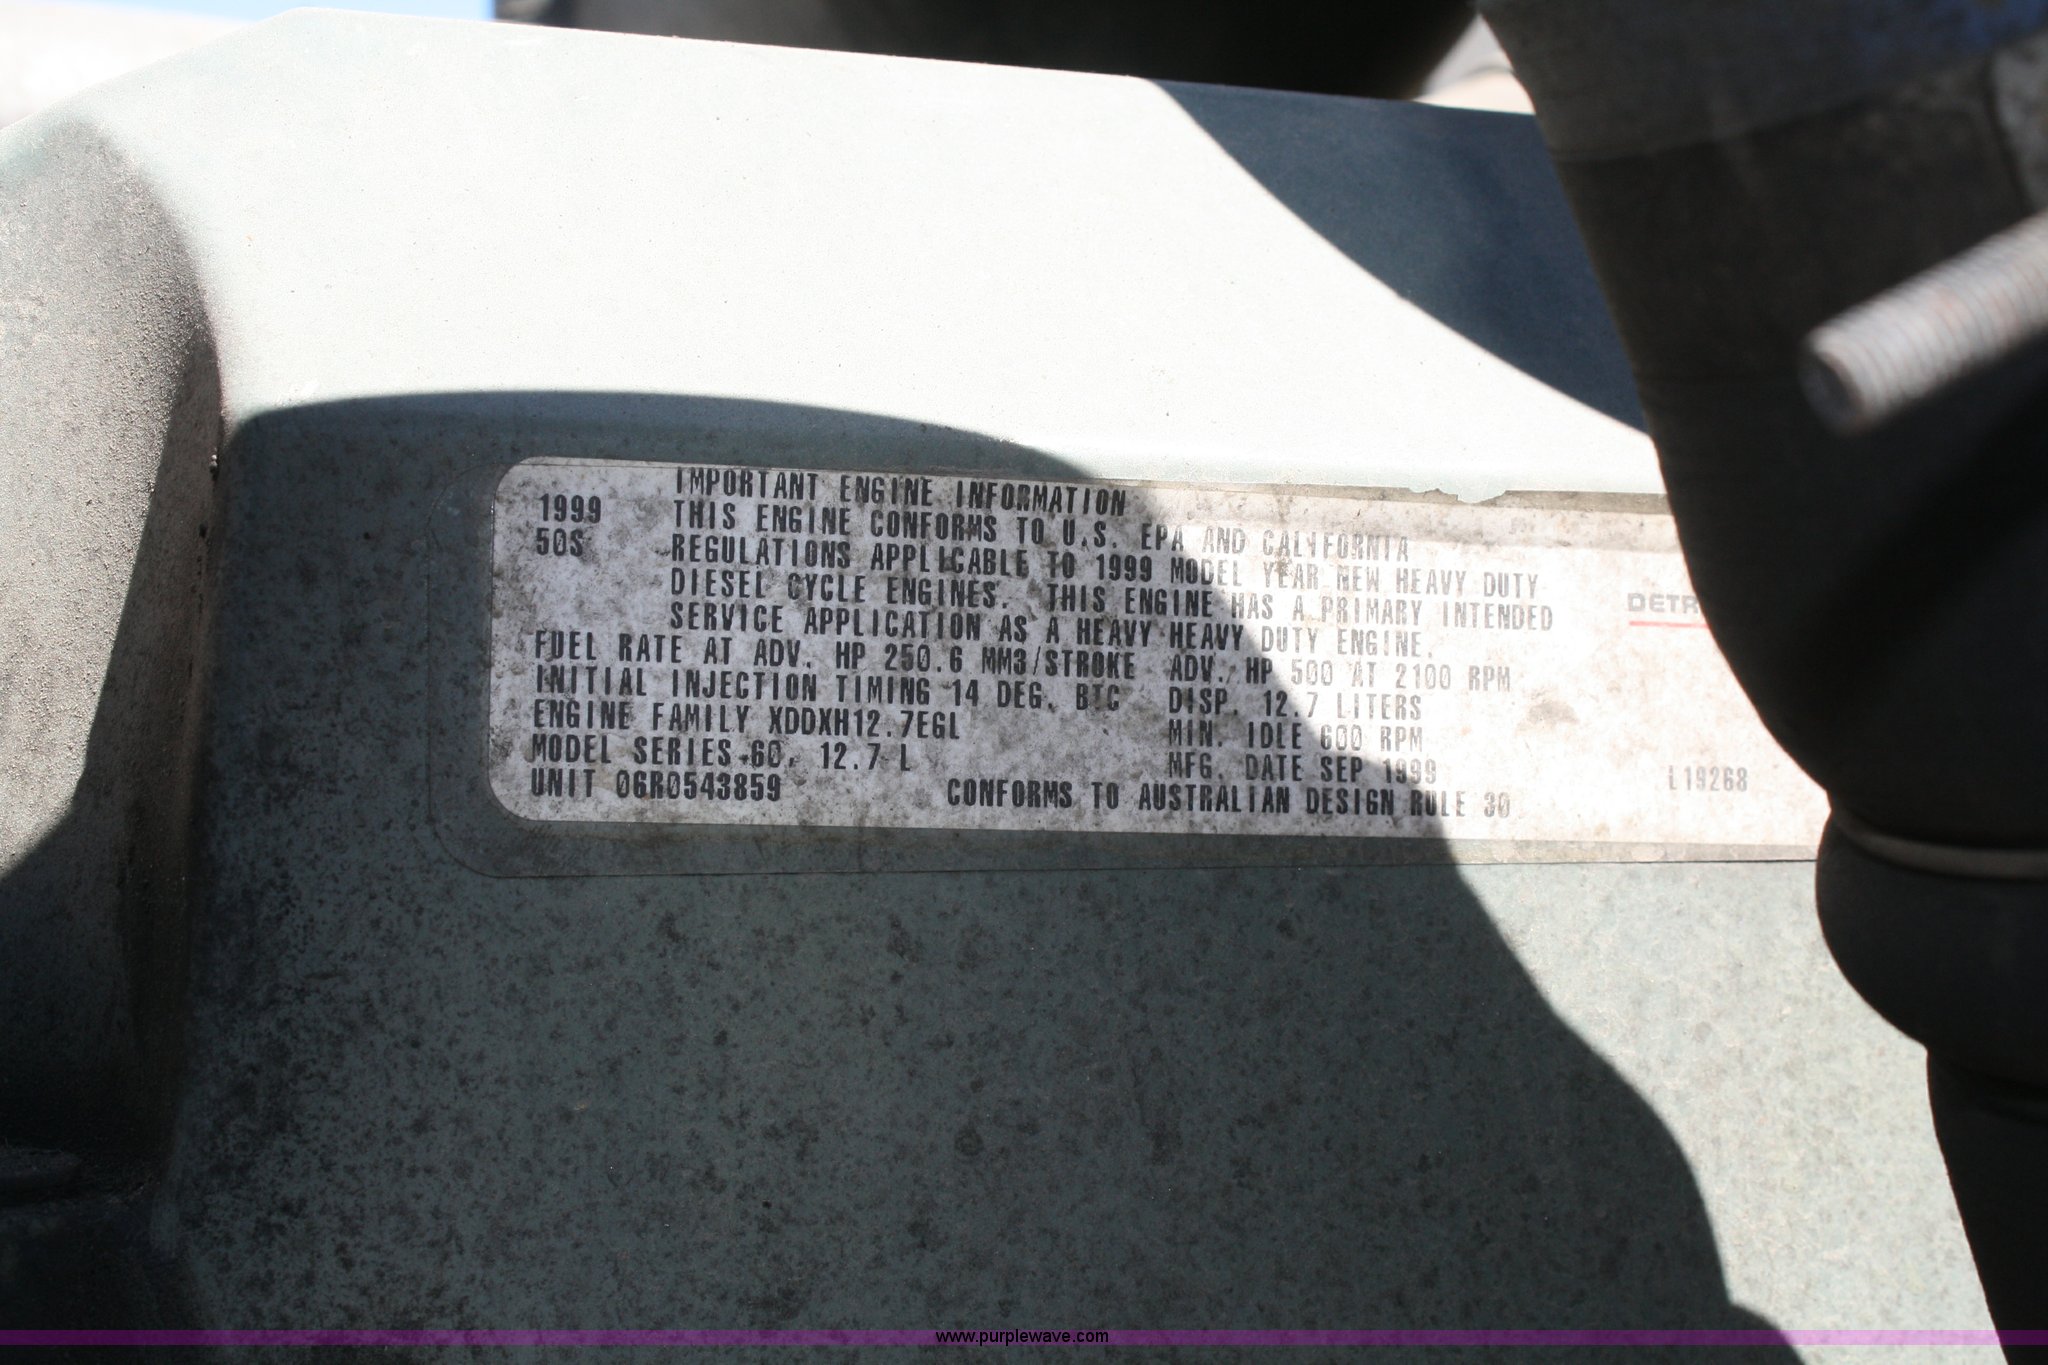 IMPORTANT ENGINE INFORMATION
1999 THIS ENGINE CONFORMS TO U.S. EPA AND CALIFORNIA
50S REGULATIONS APPLICABLE TO 1999 MODEL YEAR NEW HEAVY DUTY
DIESEL CYCLE ENGINES. THIS ENGINE HAS A PRIMARY INTENDED
SERVICE APPLICATION AS A HEAVY HEAVY DUTY ENGINE.
FUEL RATE AT ADV. HP 250.6 MM3/STROKE ADV. HP 500 AT 2100 RPM
INITIAL INJECTION TIMING 14 DEG. BTC DISP. 12.7 LITERS
ENGINE FAMILY XDDXH12.7EGL MIN. IDLE 600 RPM
MODEL SERIES 60, 12.7 L MFG. DATE SEP 1999
UNIT 06R0543859 CONFORMS TO AUSTRALIAN DESIGN RULE 30
DETR
L19268
www.purplewave.com